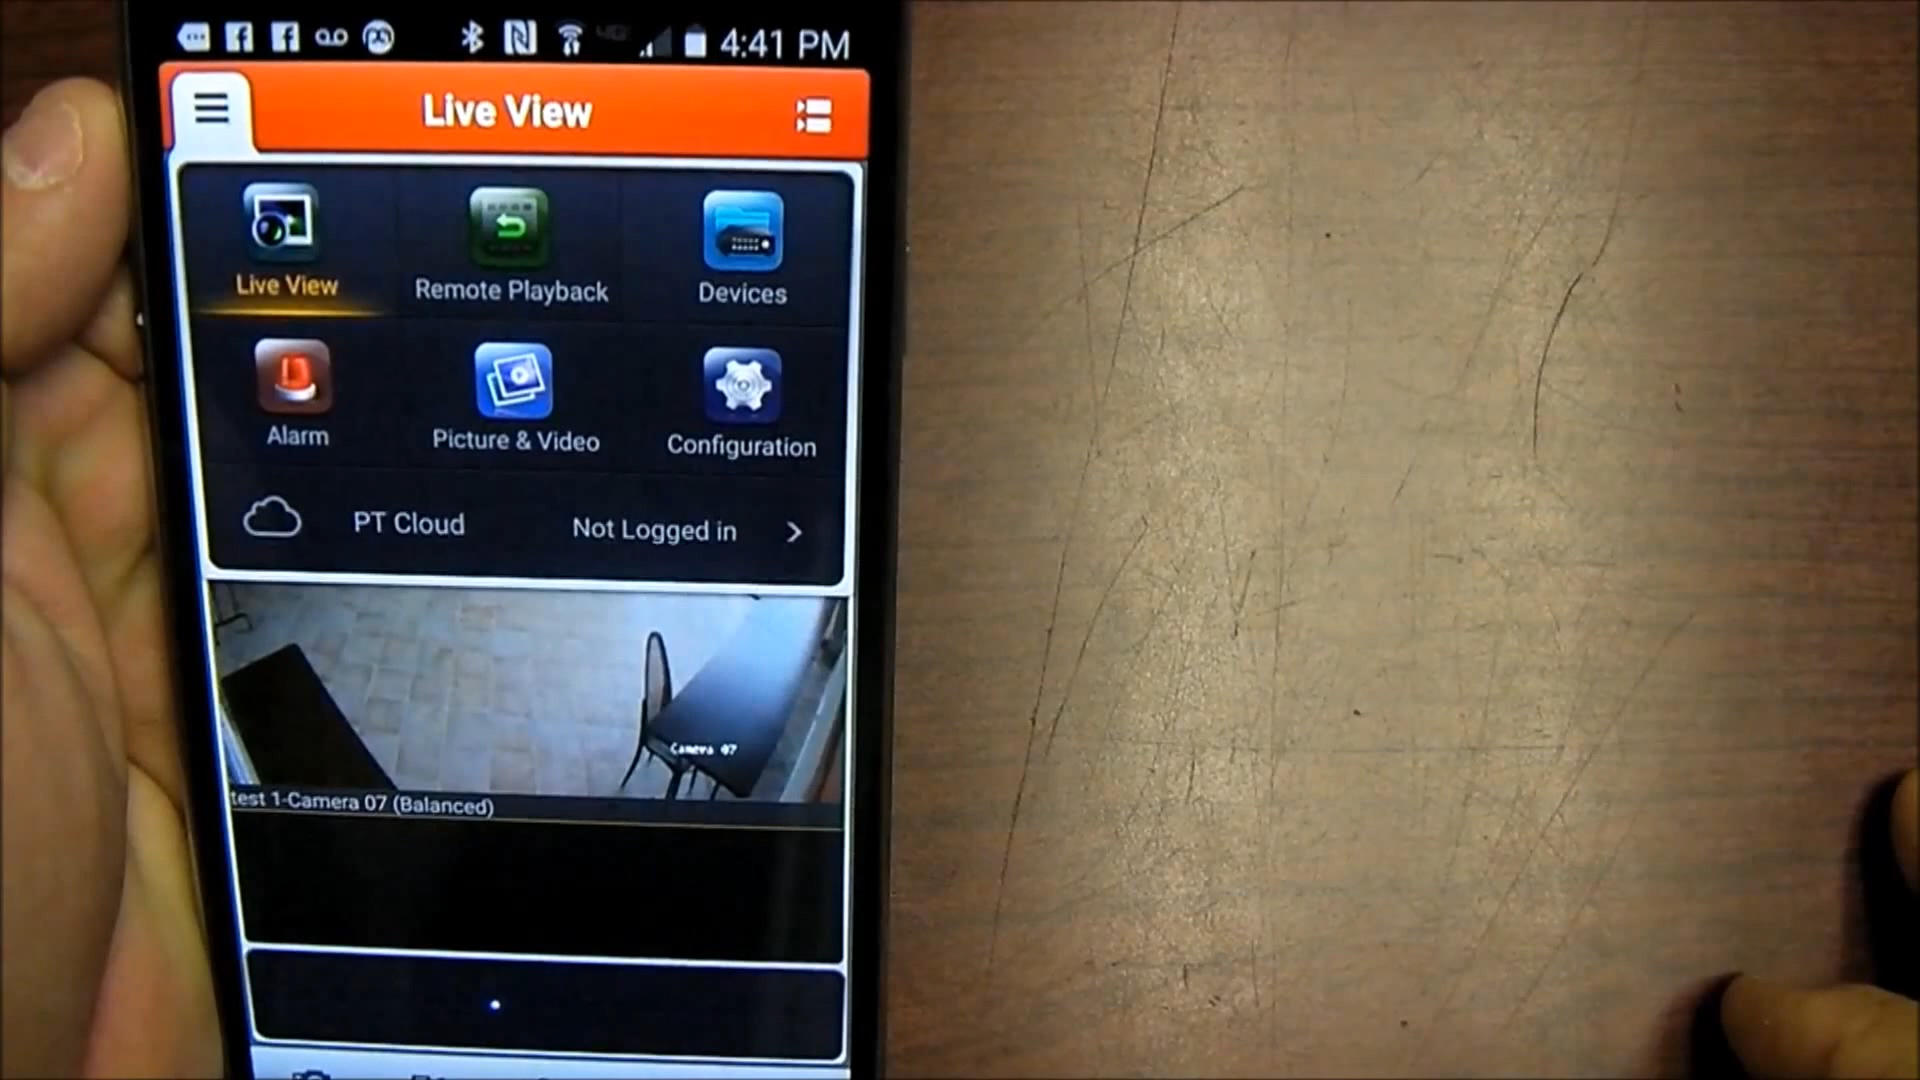 4:41 PM
Live View
Live View
Remote Playback
Devices
Alarm
Picture & Video
Configuration
PT Cloud
Not Logged in
Camera 07
test 1-Camera 07 (Balanced)